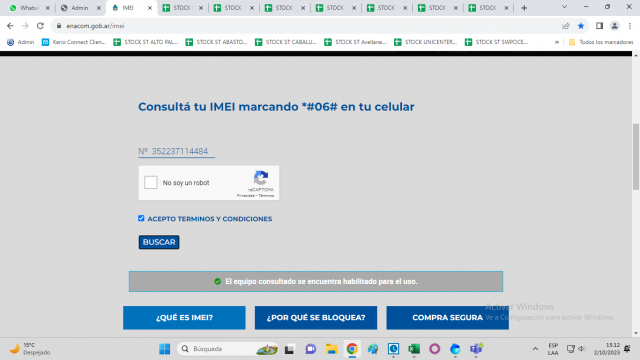 WhatsA
Admin
IMEI
STOCK
STOCK
STOCK
STOCK
STOCK
STOCK
STOCK
enacom.gob.ar/imei
Admin
Kerio Connect Clien...
STOCK ST ALTO PAL...
STOCK ST ABASTO...
STOCK ST CABALLI...
STOCK ST Avellane...
STOCK UNICENTER...
STOCK ST SWPOCE...
»
Todos los marcadores
Consultá tu IMEI marcando *#06# en tu celular
Nº 352237114484
No soy un robot
reCAPTCHA
Privacidad - Términos
ACEPTO TERMINOS Y CONDICIONES
BUSCAR
El equipo consultado se encuentra habilitado para el uso.
Activar Windows
Ve a Configuración para activar Windows.
¿QUÉ ES IMEI?
¿POR QUÉ SE BLOQUEA?
COMPRA SEGURA
15°C
Despejado
Búsqueda
ESP
LAA
15:12
2/10/2023